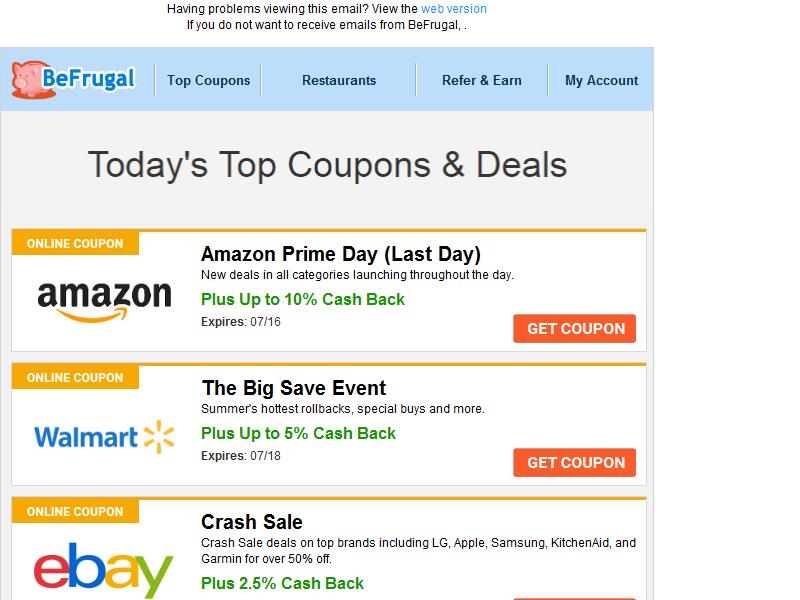 Having problems viewing this email? View the web version
If you do not want to receive emails from BeFrugal, .
BeFrugal
Top Coupons
Restaurants
Refer & Earn
My Account
Today's Top Coupons & Deals
ONLINE COUPON
amazon
Amazon Prime Day (Last Day)
New deals in all categories launching throughout the day.
Plus Up to 10% Cash Back
Expires: 07/16
GET COUPON
ONLINE COUPON
Walmart
The Big Save Event
Summer's hottest rollbacks, special buys and more.
Plus Up to 5% Cash Back
Expires: 07/18
GET COUPON
ONLINE COUPON
ebay
Crash Sale
Crash Sale deals on top brands including LG, Apple, Samsung, KitchenAid, and
Garmin for over 50% off.
Plus 2.5% Cash Back